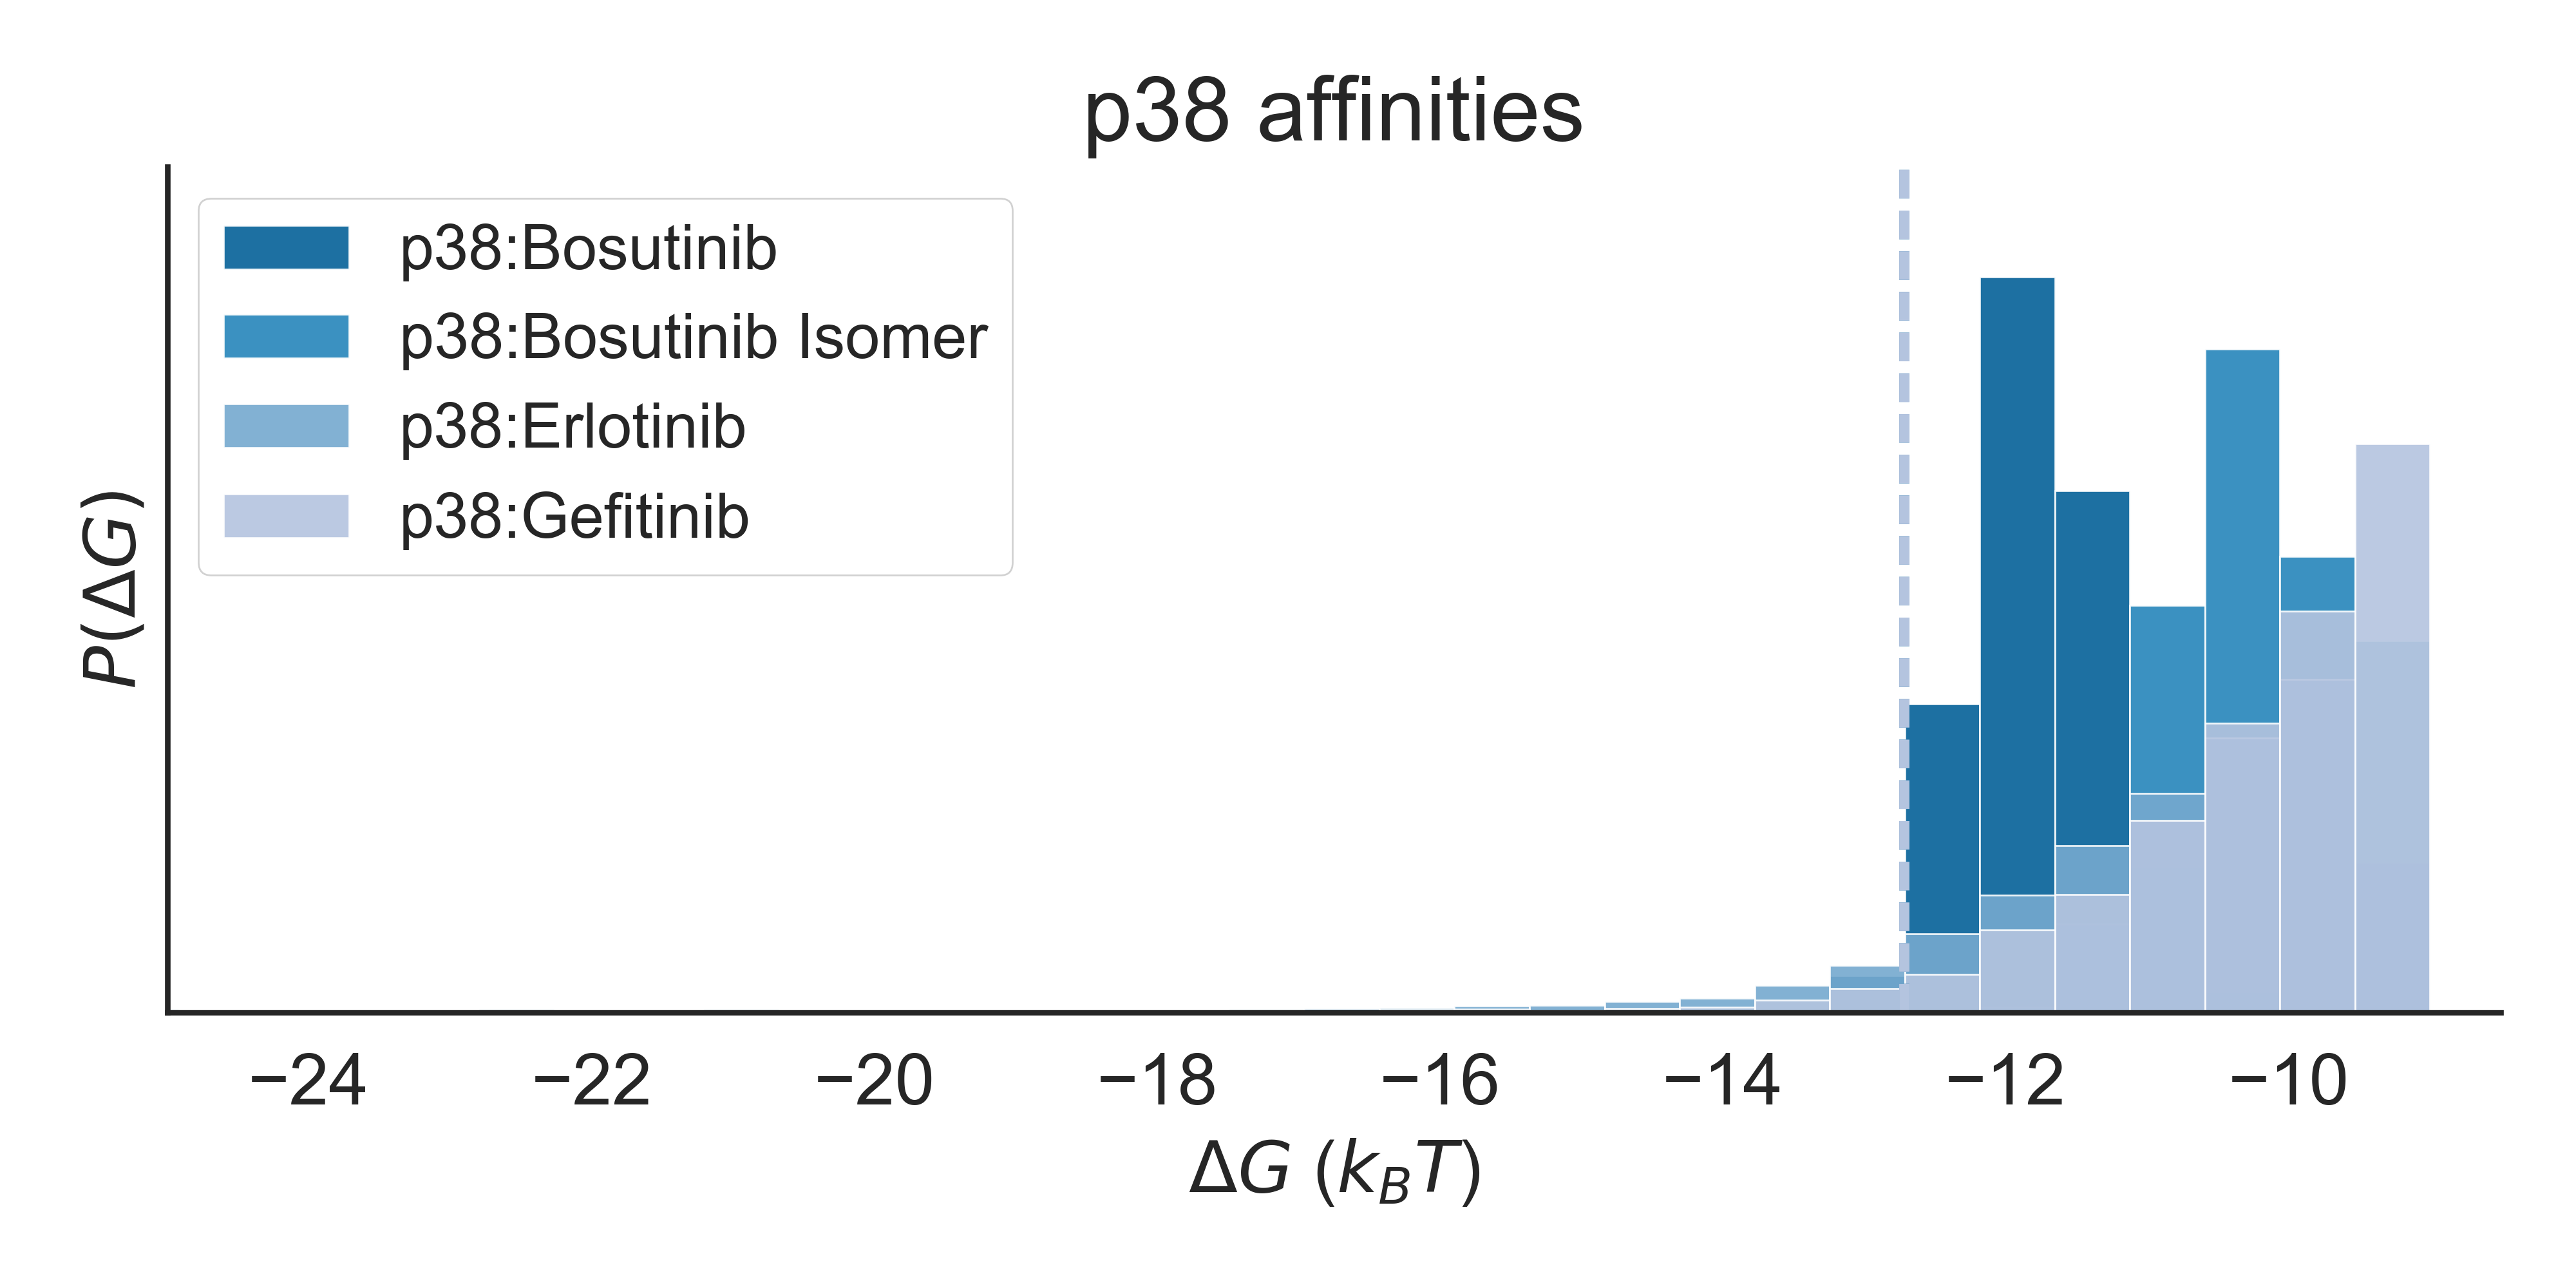 p38 affinities
p38:Bosutinib
p38:Bosutinib Isomer
p38:Erlotinib
p38:Gefitinib
P(ΔG)
−24 −22 −20 −18 −16 −14 −12 −10
ΔG (k_BT)